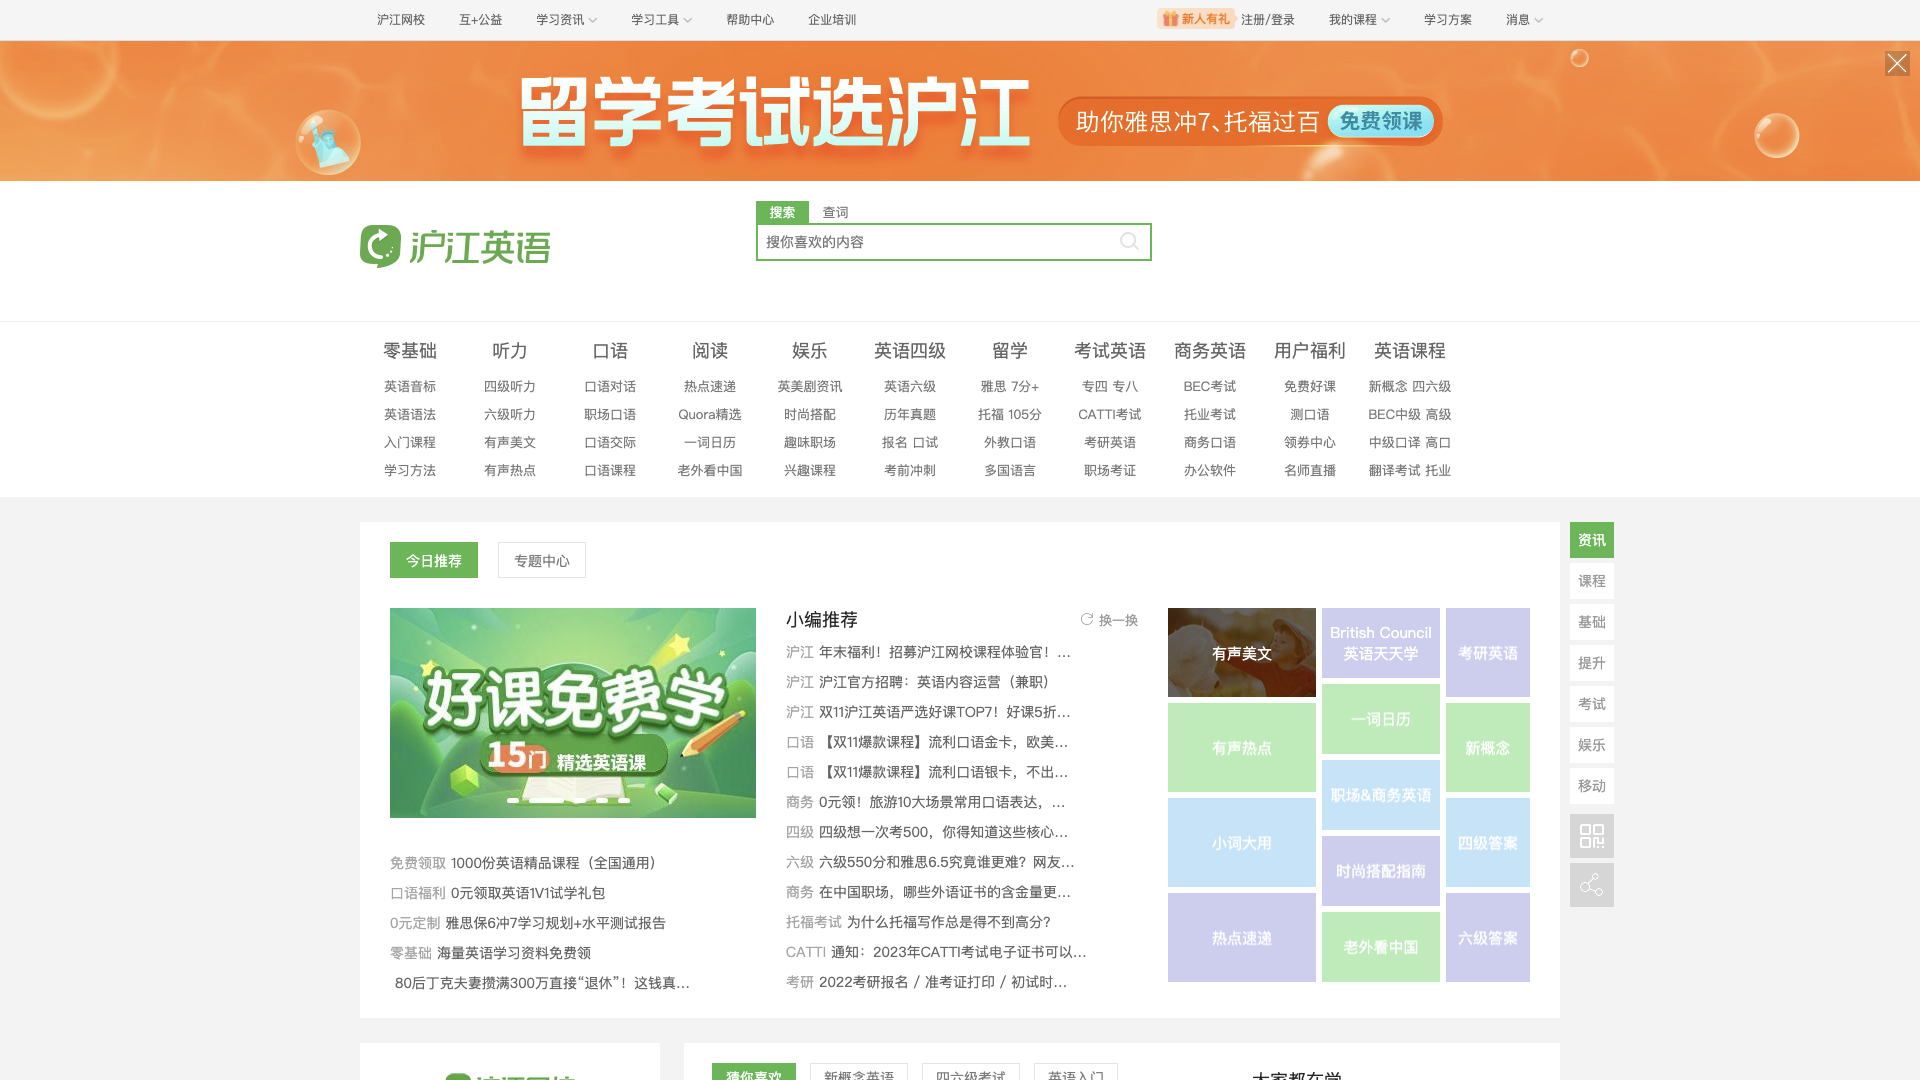 沪江网校 互+公益 学习资讯 学习工具 帮助中心 企业培训 新人有礼 注册/登录 我的课程 学习方案 消息
留学考试选沪江 助你雅思冲7、托福过百 免费领课
沪江英语
搜索 查词
搜你喜欢的内容
零基础 听力 口语 阅读 娱乐 英语四级 留学 考试英语 商务英语 用户福利 英语课程
英语音标 四级听力 口语对话 热点速递 英美剧资讯 英语六级 雅思 7分+ 专四 专八 BEC考试 免费好课 新概念 四六级
英语语法 六级听力 职场口语 Quora精选 时尚搭配 历年真题 托福 105分 CATTI考试 托业考试 测口语 BEC中级 高级
入门课程 有声美文 口语交际 一词日历 趣味职场 报名 口试 外教口语 考研英语 商务口语 领券中心 中级口译 高口
学习方法 有声热点 口语课程 老外看中国 兴趣课程 考前冲刺 多国语言 职场考证 办公软件 名师直播 翻译考试 托业
今日推荐 专题中心
好课免费学
15门 精选英语课
免费领取 1000份英语精品课程（全国通用）
口语福利 0元领取英语1V1试学礼包
0元定制 雅思保6冲7学习规划+水平测试报告
零基础 海量英语学习资料免费领
80后丁克夫妻攒满300万直接“退休”！这钱真...
小编推荐 换一换
沪江 年末福利！招募沪江网校课程体验官！...
沪江 沪江官方招聘：英语内容运营（兼职）
沪江 双11沪江英语严选好课TOP7！好课5折...
口语 【双11爆款课程】流利口语金卡，欧美...
口语 【双11爆款课程】流利口语银卡，不出...
商务 0元领！旅游10大场景常用口语表达，...
四级 四级想一次考500，你得知道这些核心...
六级 六级550分和雅思6.5究竟谁更难？网友...
商务 在中国职场，哪些外语证书的含金量更...
托福考试 为什么托福写作总是得不到高分？
CATTI 通知：2023年CATTI考试电子证书可以...
考研 2022考研报名 / 准考证打印 / 初试时...
有声美文
有声热点
小词大用
热点速递
British Council
英语天天学
一词日历
职场&商务英语
时尚搭配指南
老外看中国
考研英语
新概念
四级答案
六级答案
资讯
课程
基础
提升
考试
娱乐
移动
沪江网校
猜你喜欢 新概念英语 四六级考试 英语入门 大家都在学